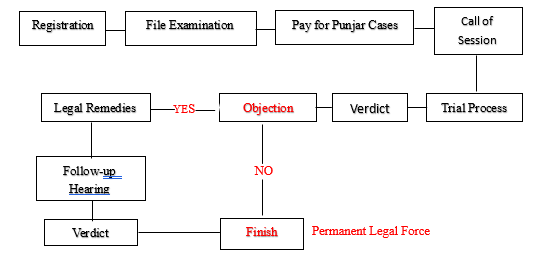 Registration
File Examination
Pay for Punjar Cases
Call of
Session
Legal Remedies
YES
Objection
Verdict
Trial Process
Follow-up
Hearing
NO
Verdict
Finish
Permanent Legal Force